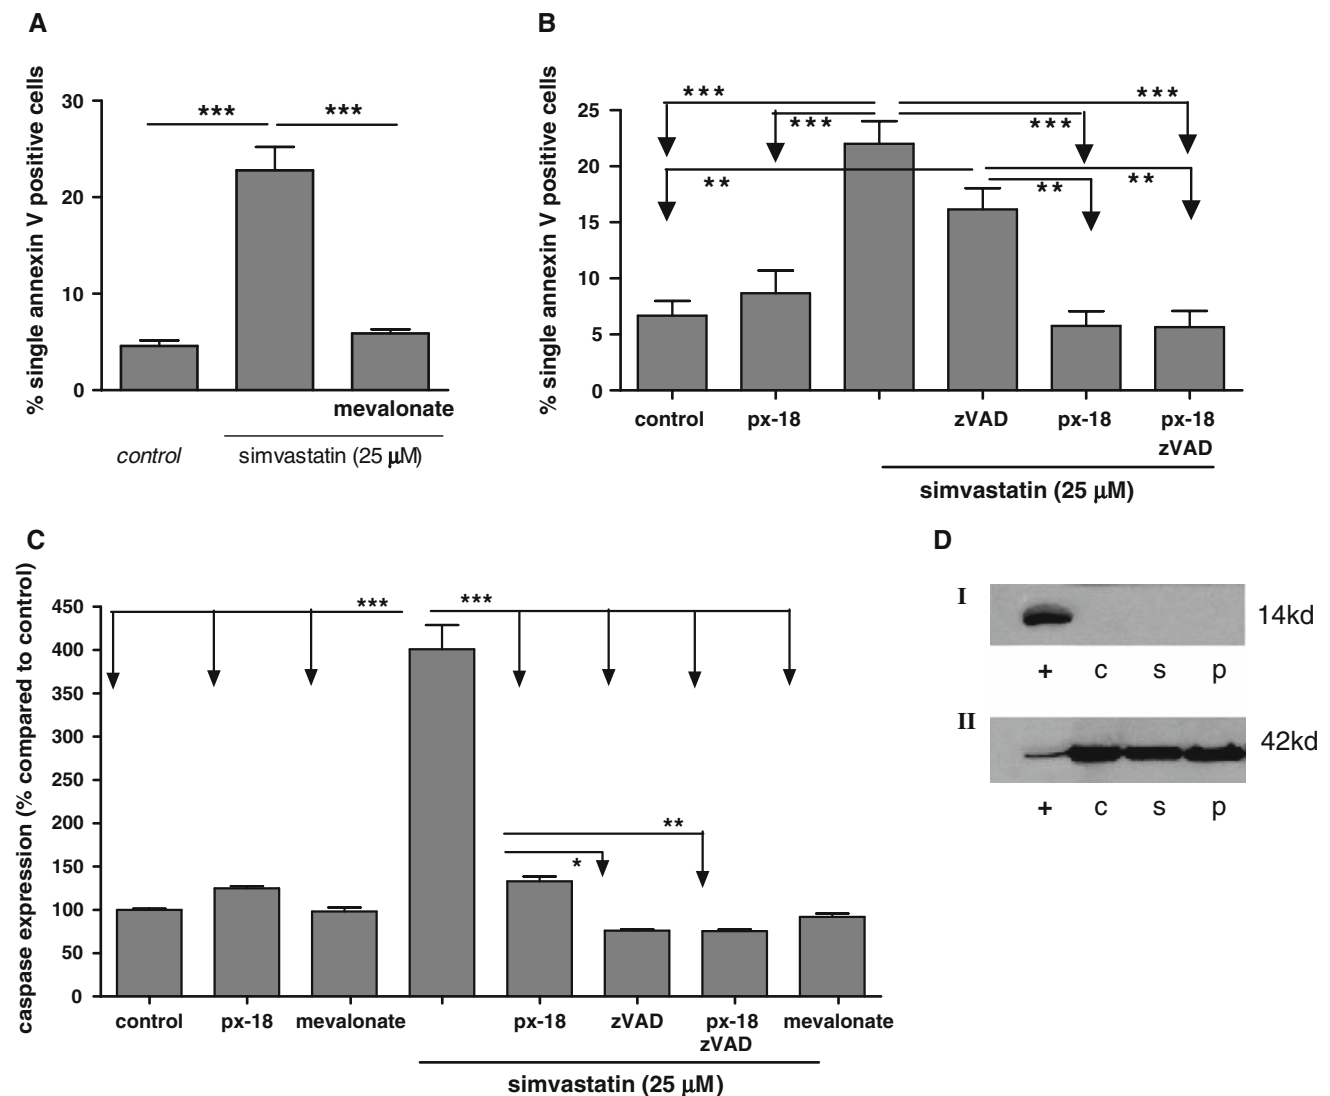 A
% single annexin V positive cells
30
20
10
0
*** ***
mevalonate
control simvastatin (25 μM)
B
% single annexin V positive cells
25
20
15
10
5
0
*** ***
*** ***
** ** **
control px-18 zVAD px-18 px-18
zVAD
simvastatin (25 μM)
C
caspase expression (% compared to control)
450
400
350
300
250
200
150
100
50
0
*** ***
**
*
control px-18 mevalonate px-18 zVAD px-18 mevalonate
zVAD
simvastatin (25 μM)
D
I
14kd
+ c s p
II
42kd
+ c s p